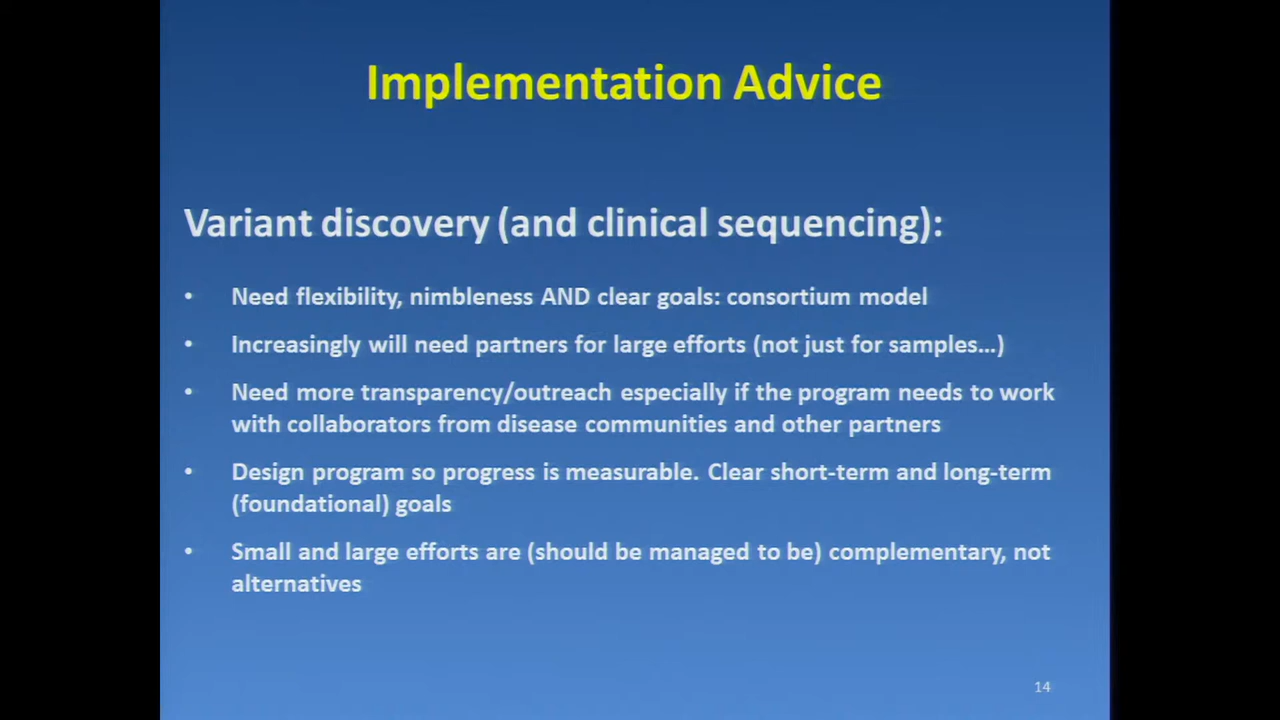 Implementation Advice
Variant discovery (and clinical sequencing):
• Need flexibility, nimbleness AND clear goals: consortium model
• Increasingly will need partners for large efforts (not just for samples…)
• Need more transparency/outreach especially if the program needs to work
with collaborators from disease communities and other partners
• Design program so progress is measurable. Clear short-term and long-term
(foundational) goals
• Small and large efforts are (should be managed to be) complementary, not
alternatives
14